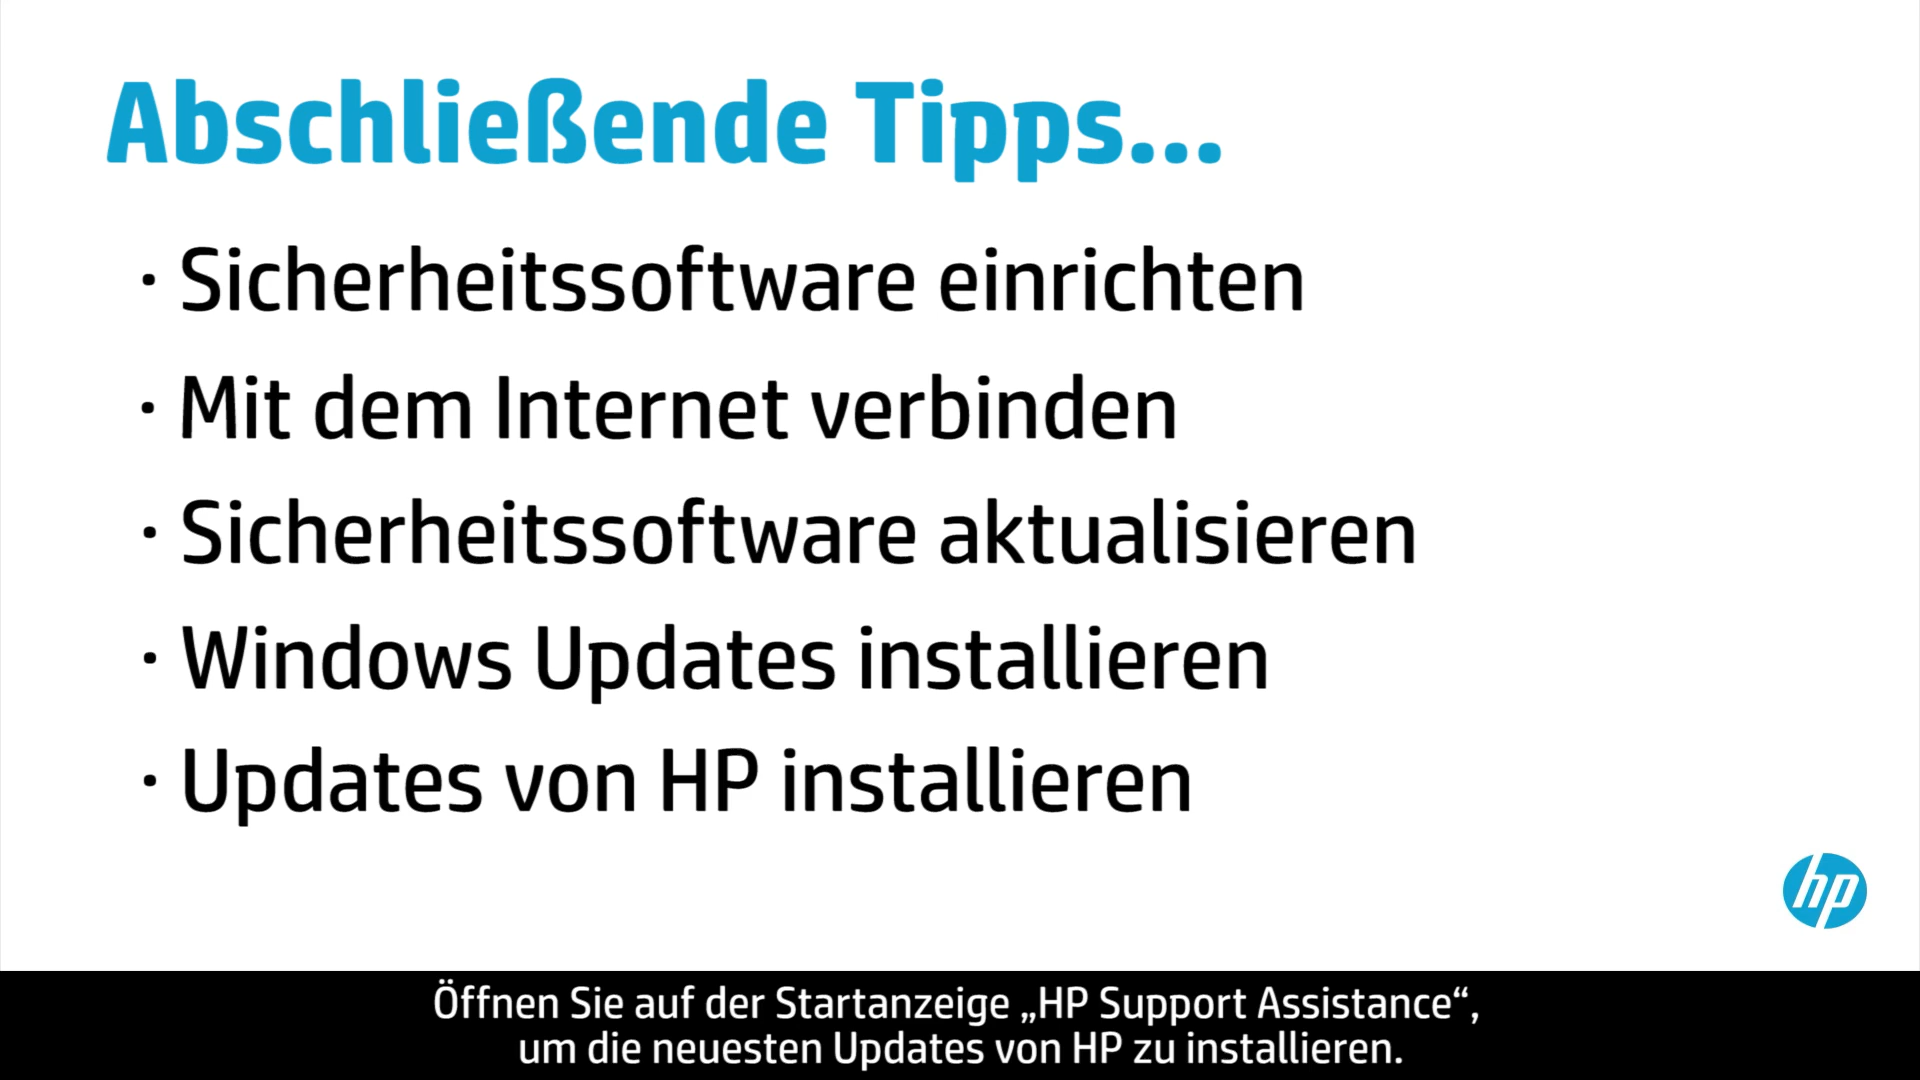 Abschließende Tipps...
· Sicherheitssoftware einrichten
· Mit dem Internet verbinden
· Sicherheitssoftware aktualisieren
· Windows Updates installieren
· Updates von HP installieren
hp
Öffnen Sie auf der Startanzeige „HP Support Assistance“,
um die neuesten Updates von HP zu installieren.